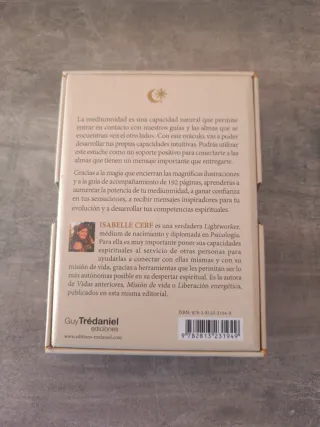 La mediumnidad es una capacidad natural que permite
entrar en contacto con nuestros guías y las almas que se
encuentran «en el otro lado». Con este oráculo, vas a poder
desarrollar tus propias capacidades intuitivas. Podrás utilizar
este estuche como un soporte positivo para conectarte a las
almas que tienen un mensaje importante que entregarte.
Gracias a la magia que encierran las magníficas ilustraciones
y a la guía de acompañamiento de 192 páginas, aprenderás a
aumentar la potencia de tu mediumnidad, a ganar confianza
en tus sensaciones, a recibir mensajes inspiradores para tu
evolución y a desarrollar tus competencias espirituales.
ISABELLE CERF es una verdadera Lightworker,
médium de nacimiento y diplomada en Psicología.
Para ella es muy importante poner sus capacidades
espirituales al servicio de otras personas para
ayudarlas a conectar con ellas mismas y con su
misión de vida, gracias a herramientas que les permitan ser lo
más autónomas posible en su despertar espiritual. Es la autora
de Vidas anteriores, Misión de vida o Liberación energética,
publicados en esta misma editorial.
GuyTrédaniel
ediciones
www.editions-tredaniel.com
9 782813 231949